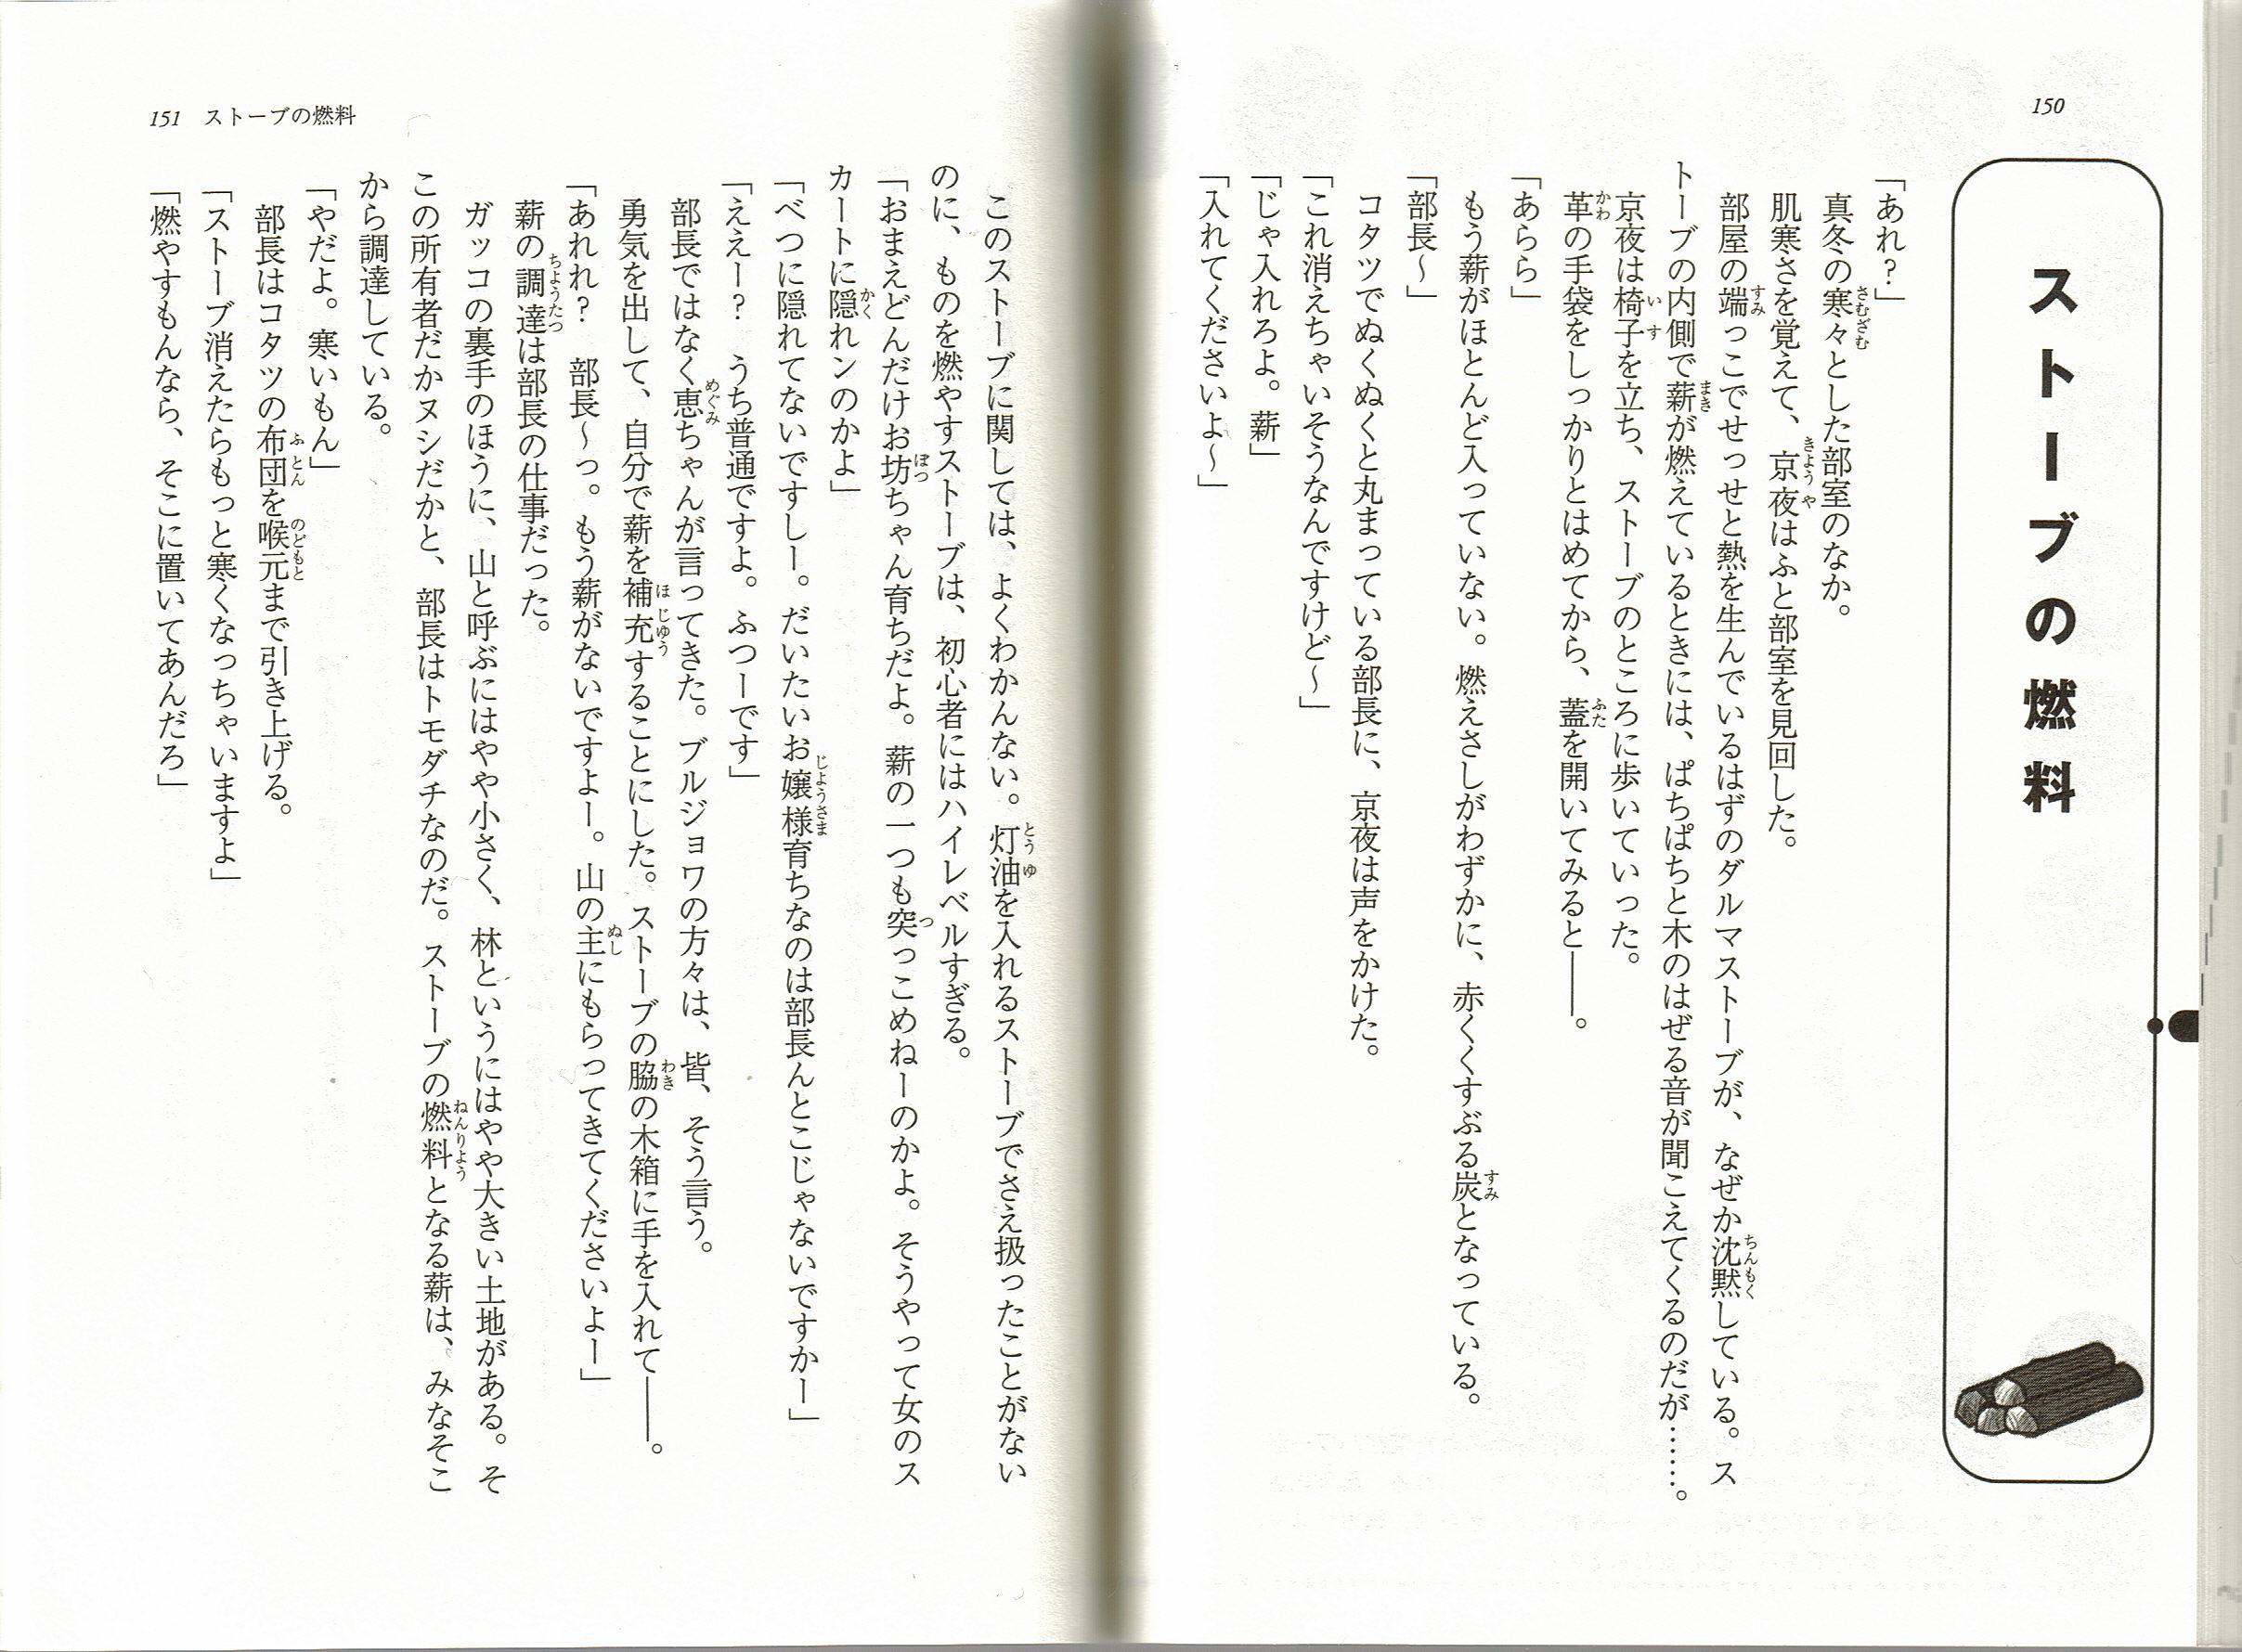 150
ストーブの燃料
「あれ？」
真冬の寒々とした部室のなか。
肌寒さを覚えて、京夜はふと部室を見回した。
部屋の端っこでせっせと熱を生んでいるはずのダルマストーブが、なぜか沈黙している。ス
トーブの内側で薪が燃えているときには、ぱちぱちと木のはぜる音が聞こえてくるのだが……。
京夜は椅子を立ち、ストーブのところに歩いていった。
革の手袋をしっかりとはめてから、蓋を開いてみると――。
「あらら」
もう薪がほとんど入っていない。燃えさしがわずかに、赤くくすぶる炭となっている。
「部長～」
コタツでぬくぬくと丸まっている部長に、京夜は声をかけた。
「これ消えちゃいそうなんですけど～」
「じゃ入れろよ。薪」
「入れてくださいよ～」
このストーブに関しては、よくわかんない。灯油を入れるストーブでさえ扱ったことがない
のに、ものを燃やすストーブは、初心者にはハイレベルすぎる。
「おまえどんだけお坊ちゃん育ちだよ。薪の一つも突っこめねーのかよ。そうやって女のス
カートに隠れンのかよ」
「べつに隠れてないですしー。だいたいお嬢様育ちなのは部長んとこじゃないですかー」
「ええー？　うち普通ですよ。ふつーです」
部長ではなく恵ちゃんが言ってきた。ブルジョワの方々は、皆、そう言う。
勇気を出して、自分で薪を補充することにした。ストーブの脇の木箱に手を入れて――。
「あれれ？　部長～っ。もう薪がないですよー。山の主にもらってきてくださいよー」
薪の調達は部長の仕事だった。
ガッコの裏手のほうに、山と呼ぶにはやや小さく、林というにはやや大きい土地がある。そ
この所有者だかヌシだかと、部長はトモダチなのだ。ストーブの燃料となる薪は、みなそこ
から調達している。
「やだよ。寒いもん」
部長はコタツの布団を喉元まで引き上げる。
「ストーブ消えたらもっと寒くなっちゃいますよ」
「燃やすもんなら、そこに置いてあんだろ」
151 ストーブの燃料